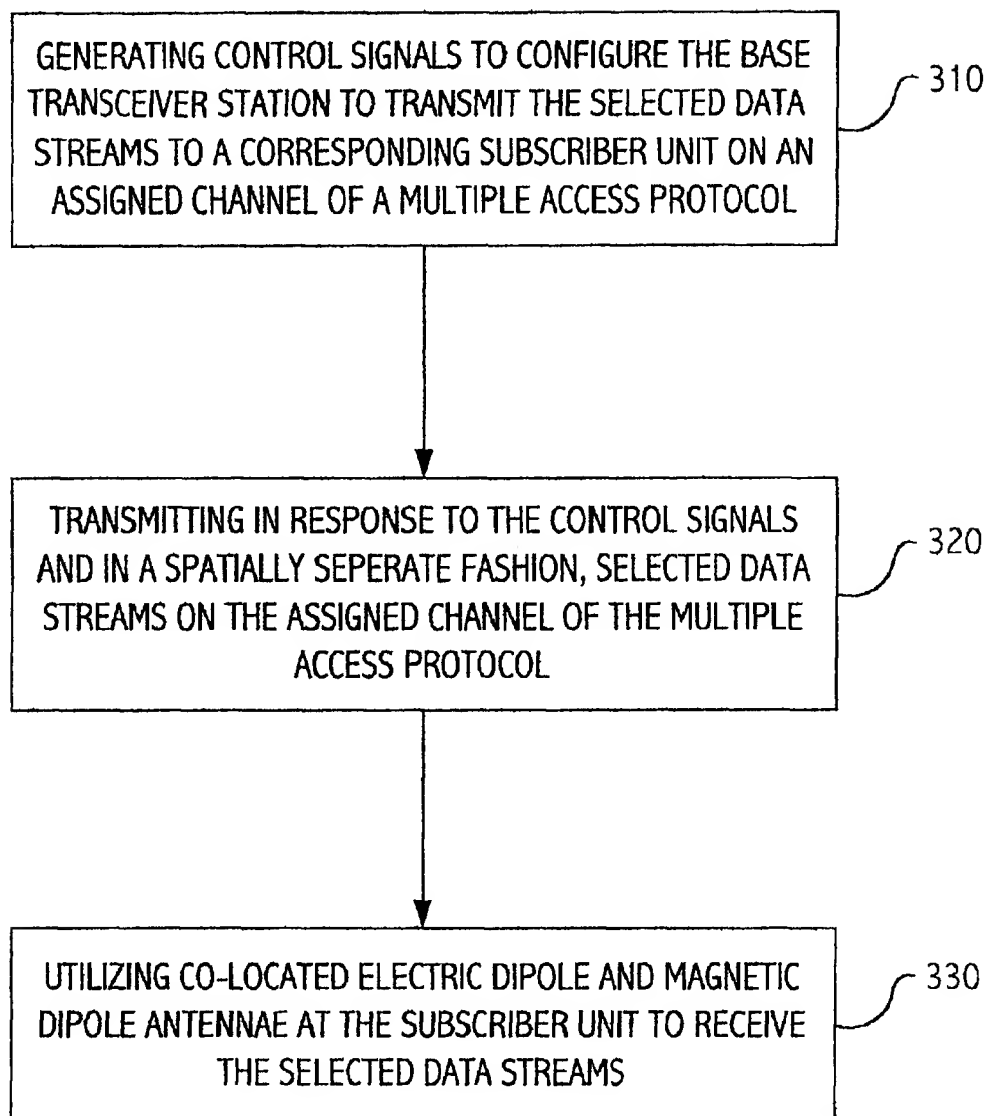 GENERATING CONTROL SIGNALS TO CONFIGURE THE BASE
TRANSCEIVER STATION TO TRANSMIT THE SELECTED DATA
STREAMS TO A CORRESPONDING SUBSCRIBER UNIT ON AN
ASSIGNED CHANNEL OF A MULTIPLE ACCESS PROTOCOL
310
TRANSMITTING IN RESPONSE TO THE CONTROL SIGNALS
AND IN A SPATIALLY SEPERATE FASHION, SELECTED DATA
STREAMS ON THE ASSIGNED CHANNEL OF THE MULTIPLE
ACCESS PROTOCOL
320
UTILIZING CO-LOCATED ELECTRIC DIPOLE AND MAGNETIC
DIPOLE ANTENNAE AT THE SUBSCRIBER UNIT TO RECEIVE
THE SELECTED DATA STREAMS
330